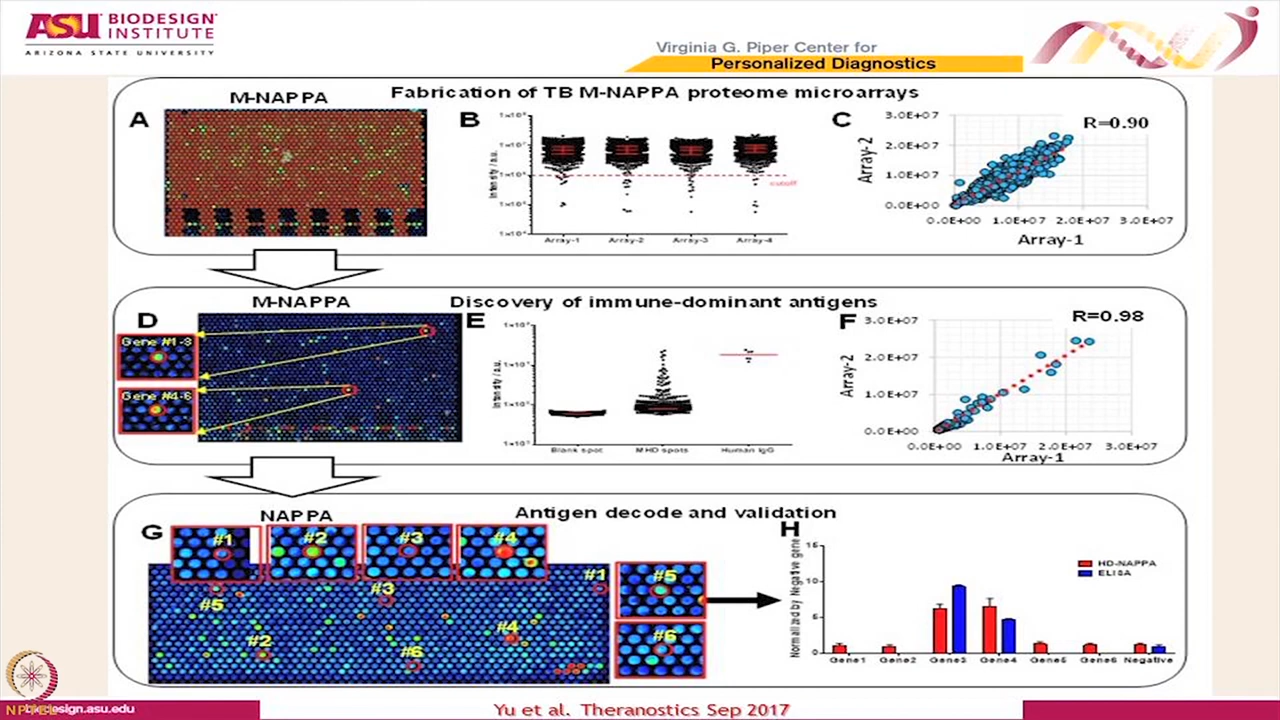 ASU BIODESIGN INSTITUTE
ARIZONA STATE UNIVERSITY
Virginia G. Piper Center for
Personalized Diagnostics
Fabrication of TB M-NAPPA proteome microarrays
M-NAPPA
A
B
Intensity / a.u.
cutoff
Array-1 Array-2 Array-3 Array-4
C
R=0.90
Array-2
3.0E+07
2.0E+07
1.0E+07
0.0E+00
0.0E+00 1.0E+07 2.0E+07 3.0E+07
Array-1
M-NAPPA
Discovery of immune-dominant antigens
D
Gene #1-3
Gene #4-6
E
Intensity / a.u.
Blank spot MHD spots Human IgG
F
R=0.98
Array-2
3.0E+07
2.0E+07
1.0E+07
0.0E+00
0.0E+00 1.0E+07 2.0E+07 3.0E+07
Array-1
NAPPA
Antigen decode and validation
G
#1 #2 #3 #4
#5 #3 #1
#2 #6 #4
#5
#6
H
Normalized by Negative gene
15
10
5
0
HD-NAPPA
ELISA
Gene1 Gene2 Gene3 Gene4 Gene5 Gene6 Negative
NPTEL
biodesign.asu.edu
Yu et al. Theranostics Sep 2017